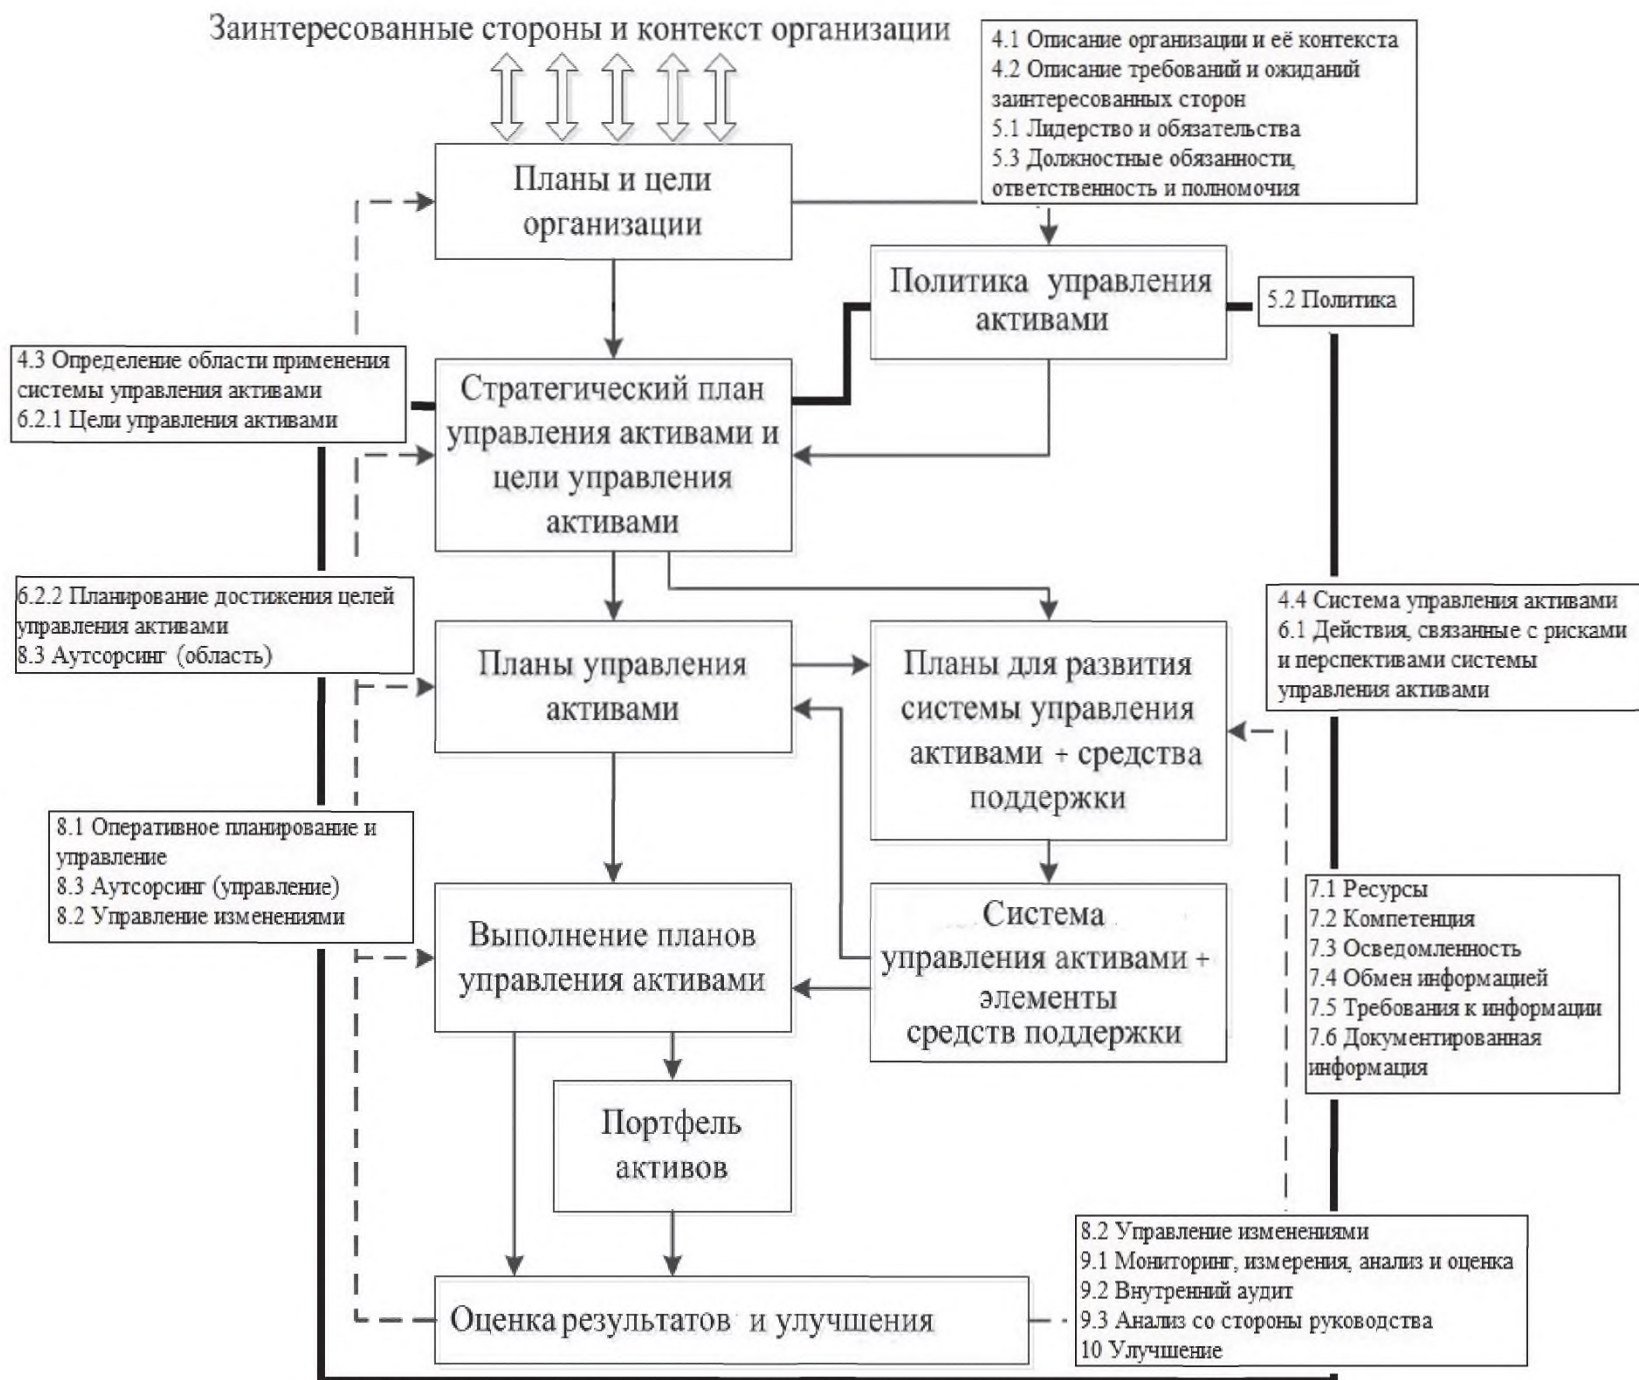 Заинтересованные стороны и контекст организации
4.1 Описание организации и её контекста
4.2 Описание требований и ожиданий
заинтересованных сторон
5.1 Лидерство и обязательства
5.3 Должностные обязанности,
ответственность и полномочия
Планы и цели
организации
Политика управления
активами
5.2 Политика
4.3 Определение области применения
системы управления активами
6.2.1 Цели управления активами
Стратегический план
управления активами и
цели управления
активами
6.2.2 Планирование достижения целей
управления активами
8.3 Аутсорсинг (область)
4.4 Система управления активами
6.1 Действия, связанные с рисками
и перспективами системы
управления активами
Планы управления
активами
Планы для развития
системы управления
активами + средства
поддержки
8.1 Оперативное планирование и
управление
8.3 Аутсорсинг (управление)
8.2 Управление изменениями
Выполнение планов
управления активами
Система
управления активами +
элементы
средств поддержки
7.1 Ресурсы
7.2 Компетенция
7.3 Осведомленность
7.4 Обмен информацией
7.5 Требования к информации
7.6 Документированная
информация
Портфель
активов
Оценка результатов и улучшения
8.2 Управление изменениями
9.1 Мониторинг, измерения, анализ и оценка
9.2 Внутренний аудит
9.3 Анализ со стороны руководства
10 Улучшение